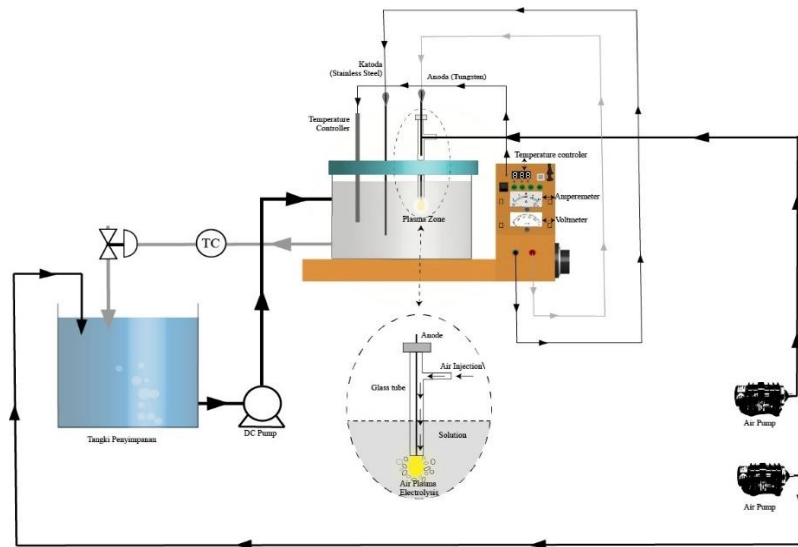 Katoda
(Stainless Steel)
Anoda (Tungsten)
Temperature
Controller
Temperature controler
Amperemeter
Voltmeter
Plasma Zone
TC
Anode
Air Injection\
Glass tube
Solution
Air Plasma
Electrolysis
Tangki Penyimpanan
DC Pump
Air Pump
Air Pump